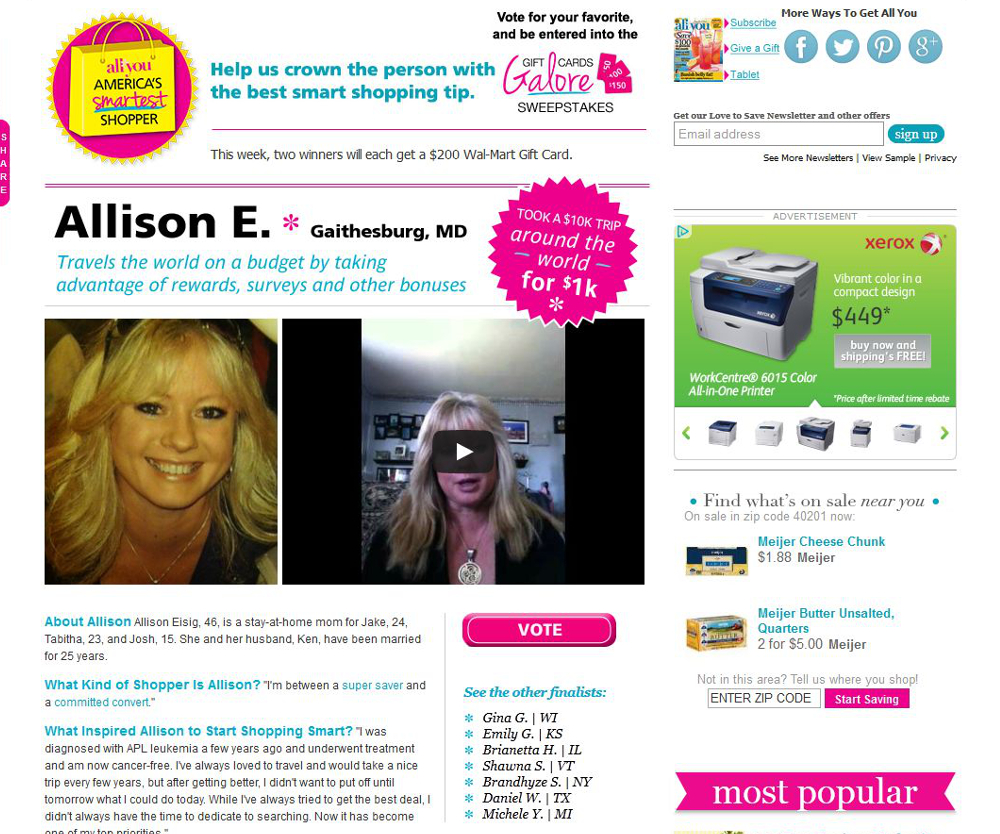 all you
AMERICA'S
smartest
SHOPPER
Help us crown the person with
the best smart shopping tip.
Vote for your favorite,
and be entered into the
GIFT CARDS
Galore
SWEEPSTAKES
$150
This week, two winners will each get a $200 Wal-Mart Gift Card.
SHARE
Allison E. * Gaithesburg, MD
Travels the world on a budget by taking
advantage of rewards, surveys and other bonuses
TOOK A $10K TRIP
around the
world
for $1k
About Allison Allison Eisig, 46, is a stay-at-home mom for Jake, 24,
Tabitha, 23, and Josh, 15. She and her husband, Ken, have been married
for 25 years.
What Kind of Shopper Is Allison? "I'm between a super saver and
a committed convert."
What Inspired Allison to Start Shopping Smart? "I was
diagnosed with APL leukemia a few years ago and underwent treatment
and am now cancer-free. I've always loved to travel and would take a nice
trip every few years, but after getting better, I didn't want to put off until
tomorrow what I could do today. While I've always tried to get the best deal, I
didn't always have the time to dedicate to searching. Now it has become
one of my top priorities."
VOTE
See the other finalists:
Gina G. | WI
Emily G. | KS
Brianetta H. | IL
Shawna S. | VT
Brandhyze S. | NY
Daniel W. | TX
Michele Y. | MI
More Ways To Get All You
all you
Subscribe
Give a Gift
Tablet
Get our Love to Save Newsletter and other offers
Email address
sign up
See More Newsletters | View Sample | Privacy
ADVERTISEMENT
xerox
Vibrant color in a
compact design
$449*
buy now and
shipping's FREE!
WorkCentre® 6015 Color
All-in-One Printer
*Price after limited time rebate
Find what's on sale near you
On sale in zip code 40201 now:
Meijer Cheese Chunk
$1.88 Meijer
Meijer Butter Unsalted,
Quarters
2 for $5.00 Meijer
Not in this area? Tell us where you shop!
ENTER ZIP CODE
Start Saving
most popular